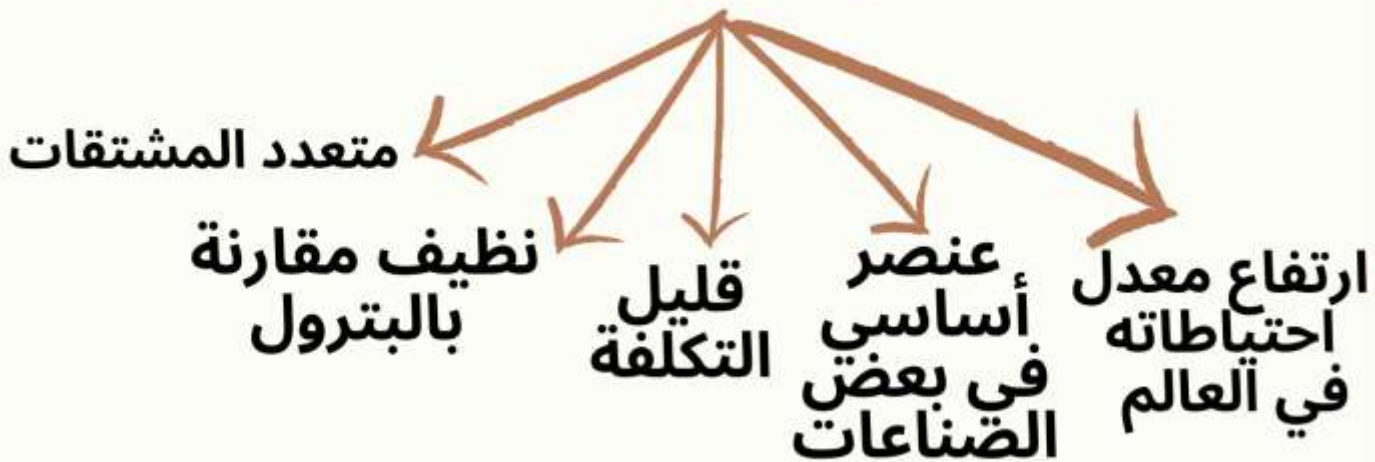 ارتفاع معدل
احتياطاته
في العالم
عنصر
أساسي
في بعض
الصناعات
قليل
التكلفة
نظيف مقارنة
بالبترول
متعدد المشتقات